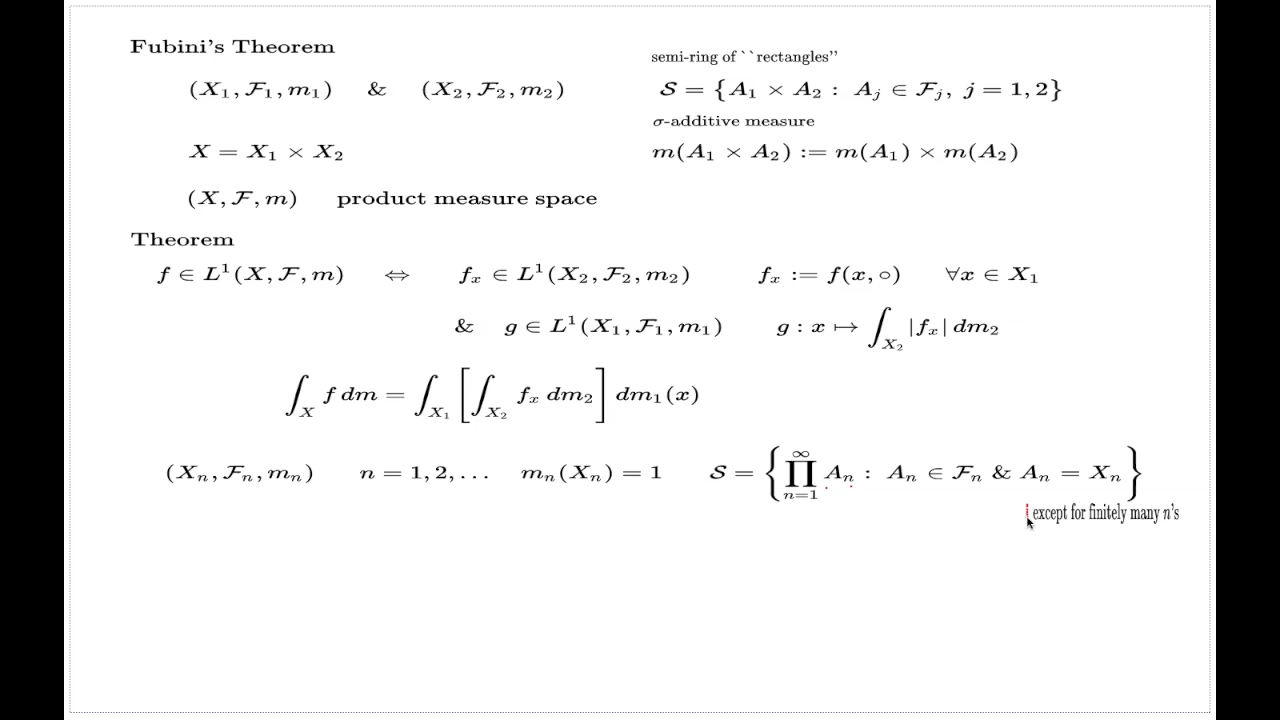 Fubini's Theorem
semi-ring of ``rectangles''
(X₁, ℱ₁, m₁) & (X₂, ℱ₂, m₂) 𝒮 = {A₁ × A₂ : Aⱼ ∈ ℱⱼ, j = 1, 2}
σ-additive measure
X = X₁ × X₂ m(A₁ × A₂) := m(A₁) × m(A₂)
(X, ℱ, m) product measure space
Theorem
f ∈ L¹(X, ℱ, m) ⇔ fₓ ∈ L¹(X₂, ℱ₂, m₂) fₓ := f(x, ∘) ∀x ∈ X₁
& g ∈ L¹(X₁, ℱ₁, m₁) g : x ↦ ∫_{X₂} |fₓ| dm₂
∫_X f dm = ∫_{X₁} [∫_{X₂} fₓ dm₂] dm₁(x)
(Xₙ, ℱₙ, mₙ) n = 1, 2, . . . mₙ(Xₙ) = 1 𝒮 = {∏_{n=1}^{∞} Aₙ : Aₙ ∈ ℱₙ & Aₙ = Xₙ}
except for finitely many n's